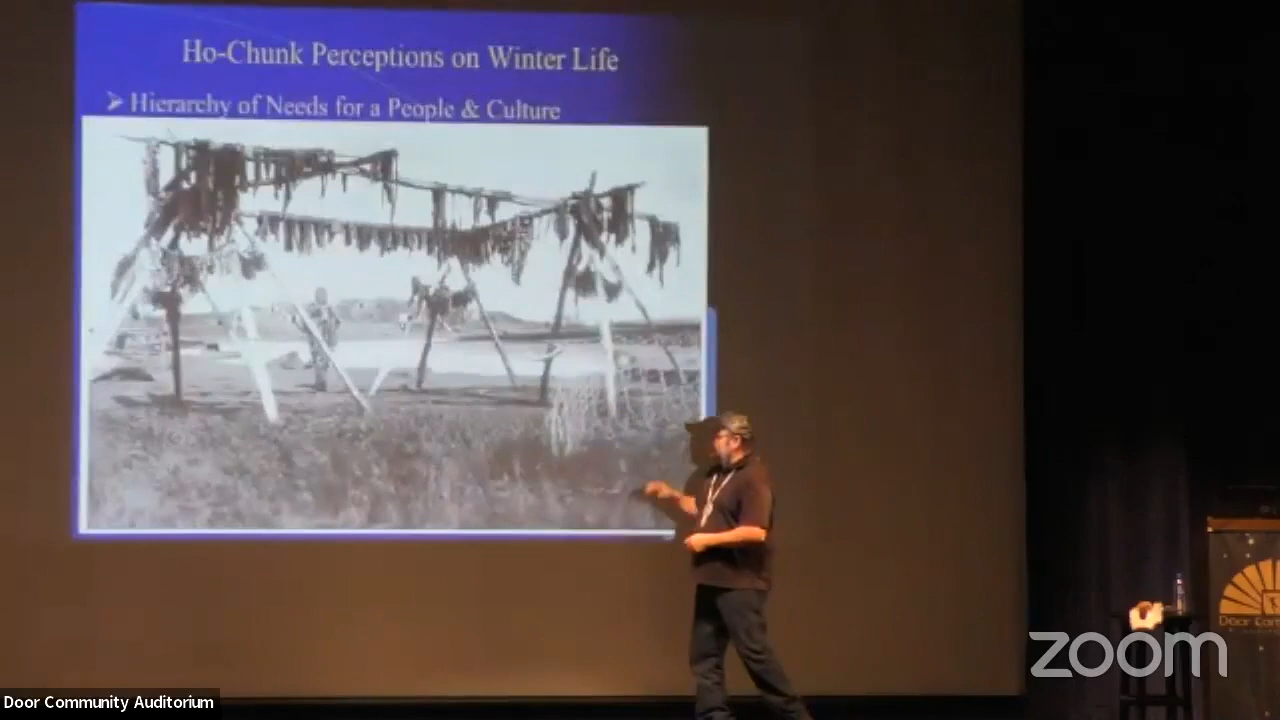 Ho-Chunk Perceptions on Winter Life
➢ Hierarchy of Needs for a People & Culture
zoom
Door Community Auditorium